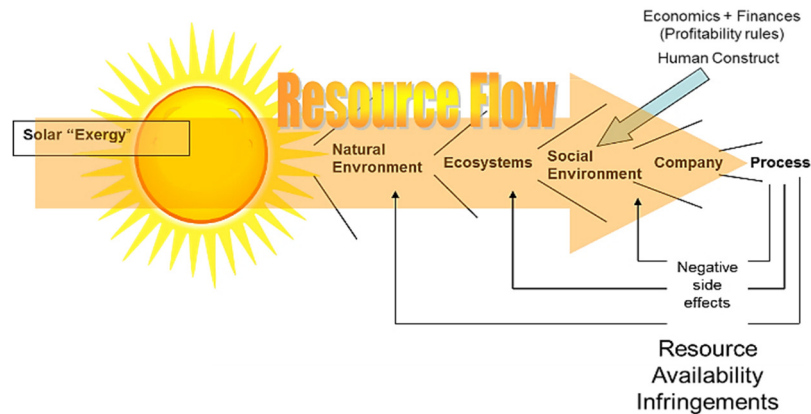 Economics + Finances
(Profitability rules)
Human Construct
Resource Flow
Solar "Exergy"
Natural
Envronment
Ecosystems
Social
Environment
Company
Process
Negative
side
effects
Resource
Availability
Infringements